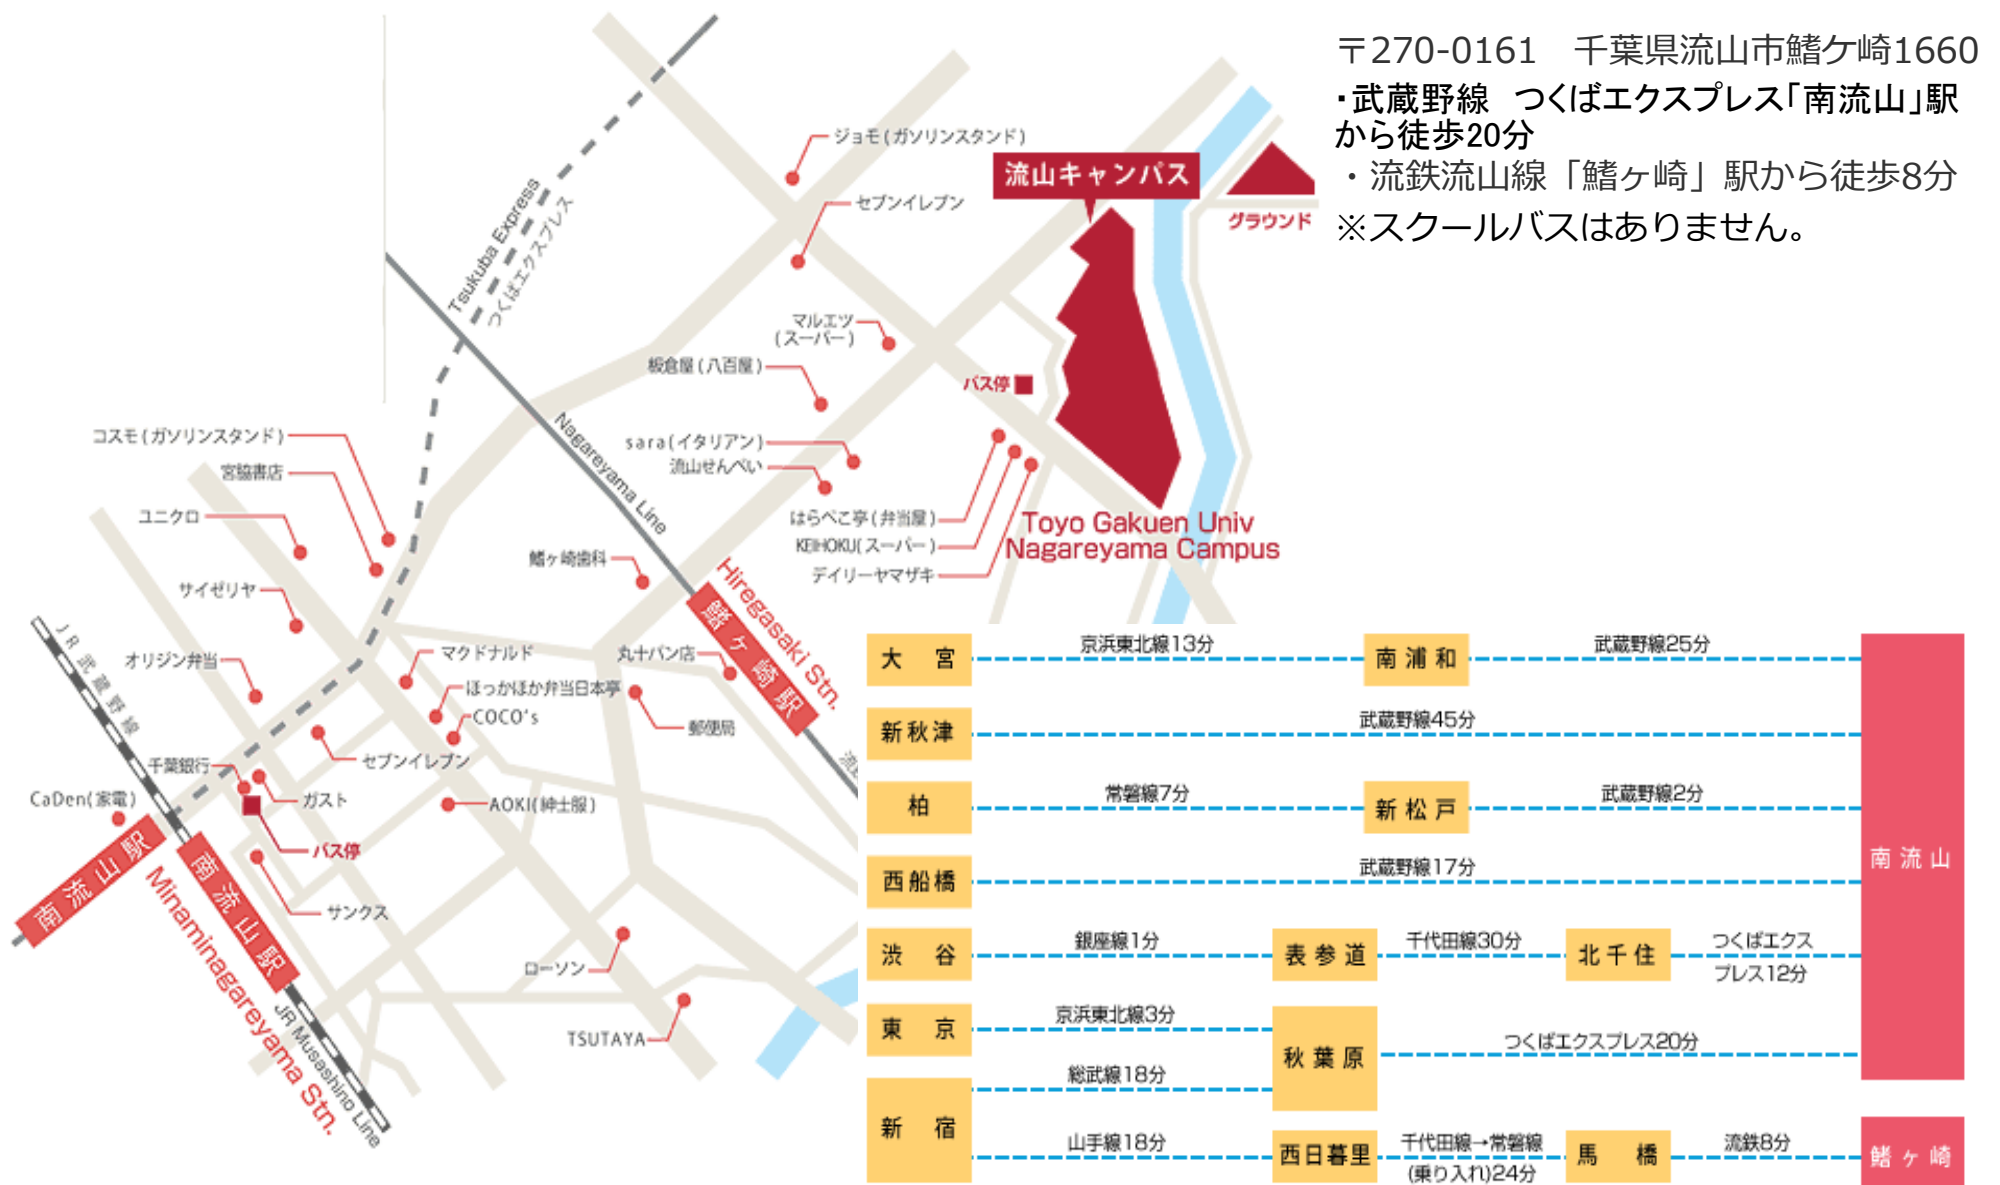 〒270-0161　千葉県流山市鰭ケ崎1660
・武蔵野線　つくばエクスプレス「南流山」駅
から徒歩20分
・流鉄流山線「鰭ヶ崎」駅から徒歩8分
※スクールバスはありません。
ジョモ(ガソリンスタンド)
流山キャンパス
セブンイレブン
グラウンド
Tsukuba Express
つくばエクスプレス
マルエツ
(スーパー)
板倉屋(八百屋)
バス停
Nagareyama Line
コスモ(ガソリンスタンド)
sara(イタリアン)
宮脇書店
流山せんべい
ユニクロ
はらぺこ亭(弁当屋)
Toyo Gakuen Univ
Nagareyama Campus
KEIHOKU(スーパー)
鰭ヶ崎歯科
デイリーヤマザキ
サイゼリヤ
Hiregasaki Stn.
鰭ヶ崎駅
JR 武蔵野線
オリジン弁当
マクドナルド
丸十パン店
ほっかほか弁当日本亭
COCO's
郵便局
セブンイレブン
千葉銀行
CaDen(家電)
ガスト
AOKI(紳士服)
バス停
南流山駅
南流山駅
Minaminagareyama Stn.
サンクス
ローソン
TSUTAYA
JR Musashino Line
大宮
京浜東北線13分
南浦和
武蔵野線25分
新秋津
武蔵野線45分
柏
常磐線7分
新松戸
武蔵野線2分
南流山
西船橋
武蔵野線17分
渋谷
銀座線1分
表参道
千代田線30分
北千住
つくばエクス
プレス12分
東京
京浜東北線3分
秋葉原
つくばエクスプレス20分
総武線18分
新宿
山手線18分
西日暮里
千代田線→常磐線
(乗り入れ)24分
馬橋
流鉄8分
鰭ヶ崎